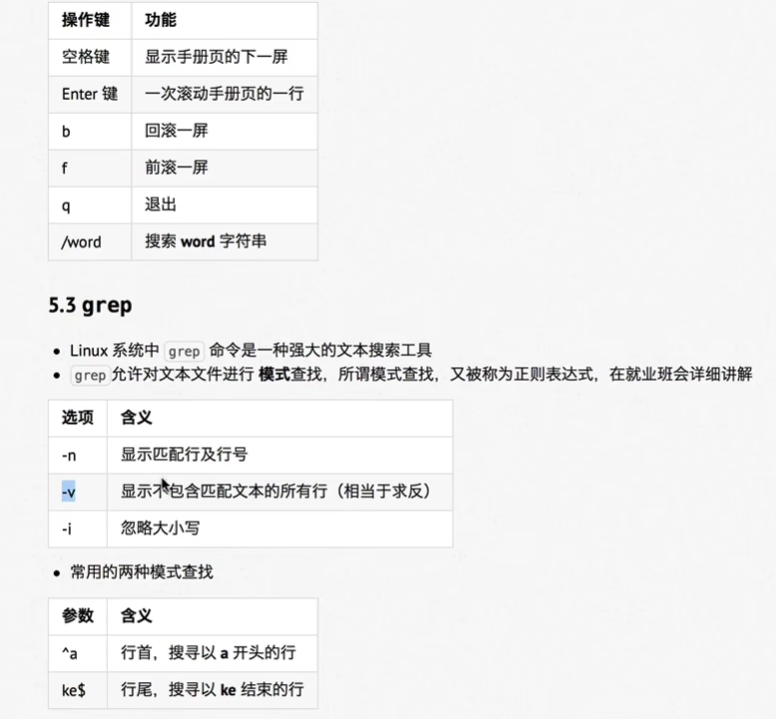 操作键 功能
空格键 显示手册页的下一屏
Enter 键 一次滚动手册页的一行
b 回滚一屏
f 前滚一屏
q 退出
/word 搜索 word 字符串
5.3 grep
• Linux 系统中 grep 命令是一种强大的文本搜索工具
• grep 允许对文本文件进行 模式查找，所谓模式查找，又被称为正则表达式，在就业班会详细讲解
选项 含义
-n 显示匹配行及行号
-v 显示不包含匹配文本的所有行（相当于求反）
-i 忽略大小写
• 常用的两种模式查找
参数 含义
^a 行首，搜寻以 a 开头的行
ke$ 行尾，搜寻以 ke 结束的行